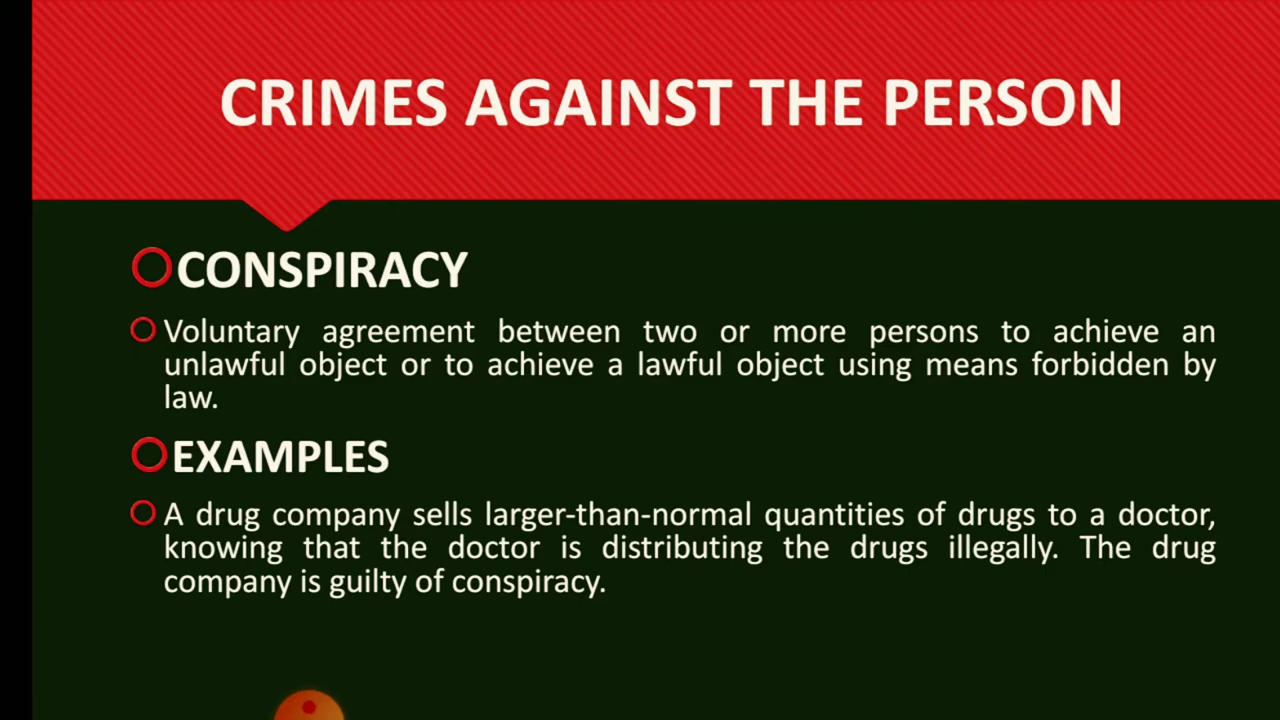 CRIMES AGAINST THE PERSON
CONSPIRACY
Voluntary agreement between two or more persons to achieve an
unlawful object or to achieve a lawful object using means forbidden by
law.
EXAMPLES
A drug company sells larger-than-normal quantities of drugs to a doctor,
knowing that the doctor is distributing the drugs illegally. The drug
company is guilty of conspiracy.